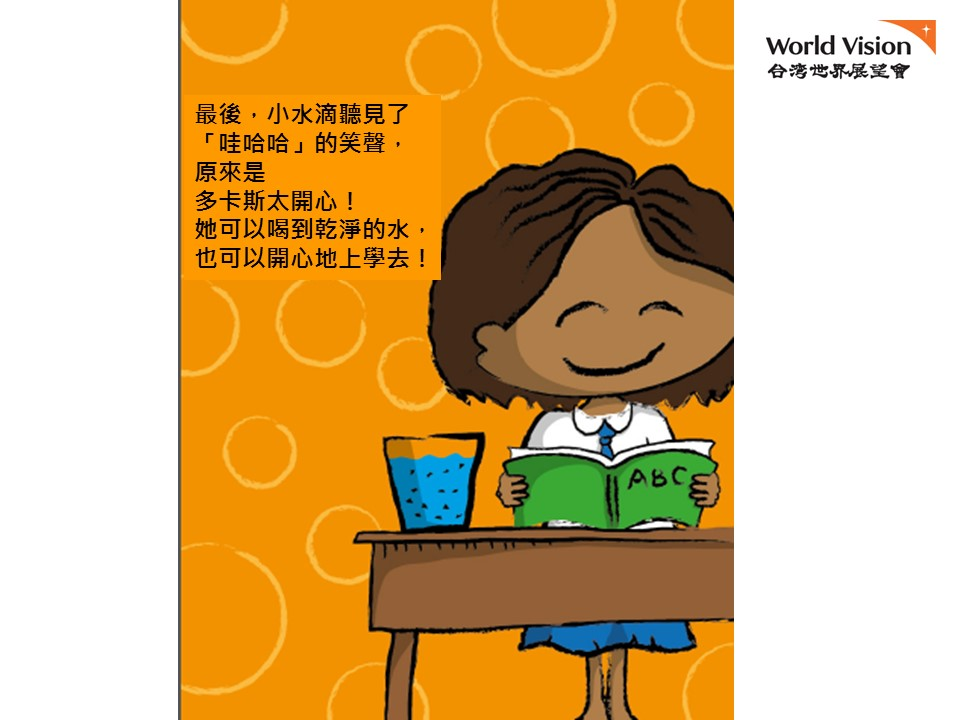 最後，小水滴聽見了
「哇哈哈」的笑聲，
原來是
多卡斯太開心！
她可以喝到乾淨的水，
也可以開心地上學去！
ABC
World Vision
台灣世界展望會